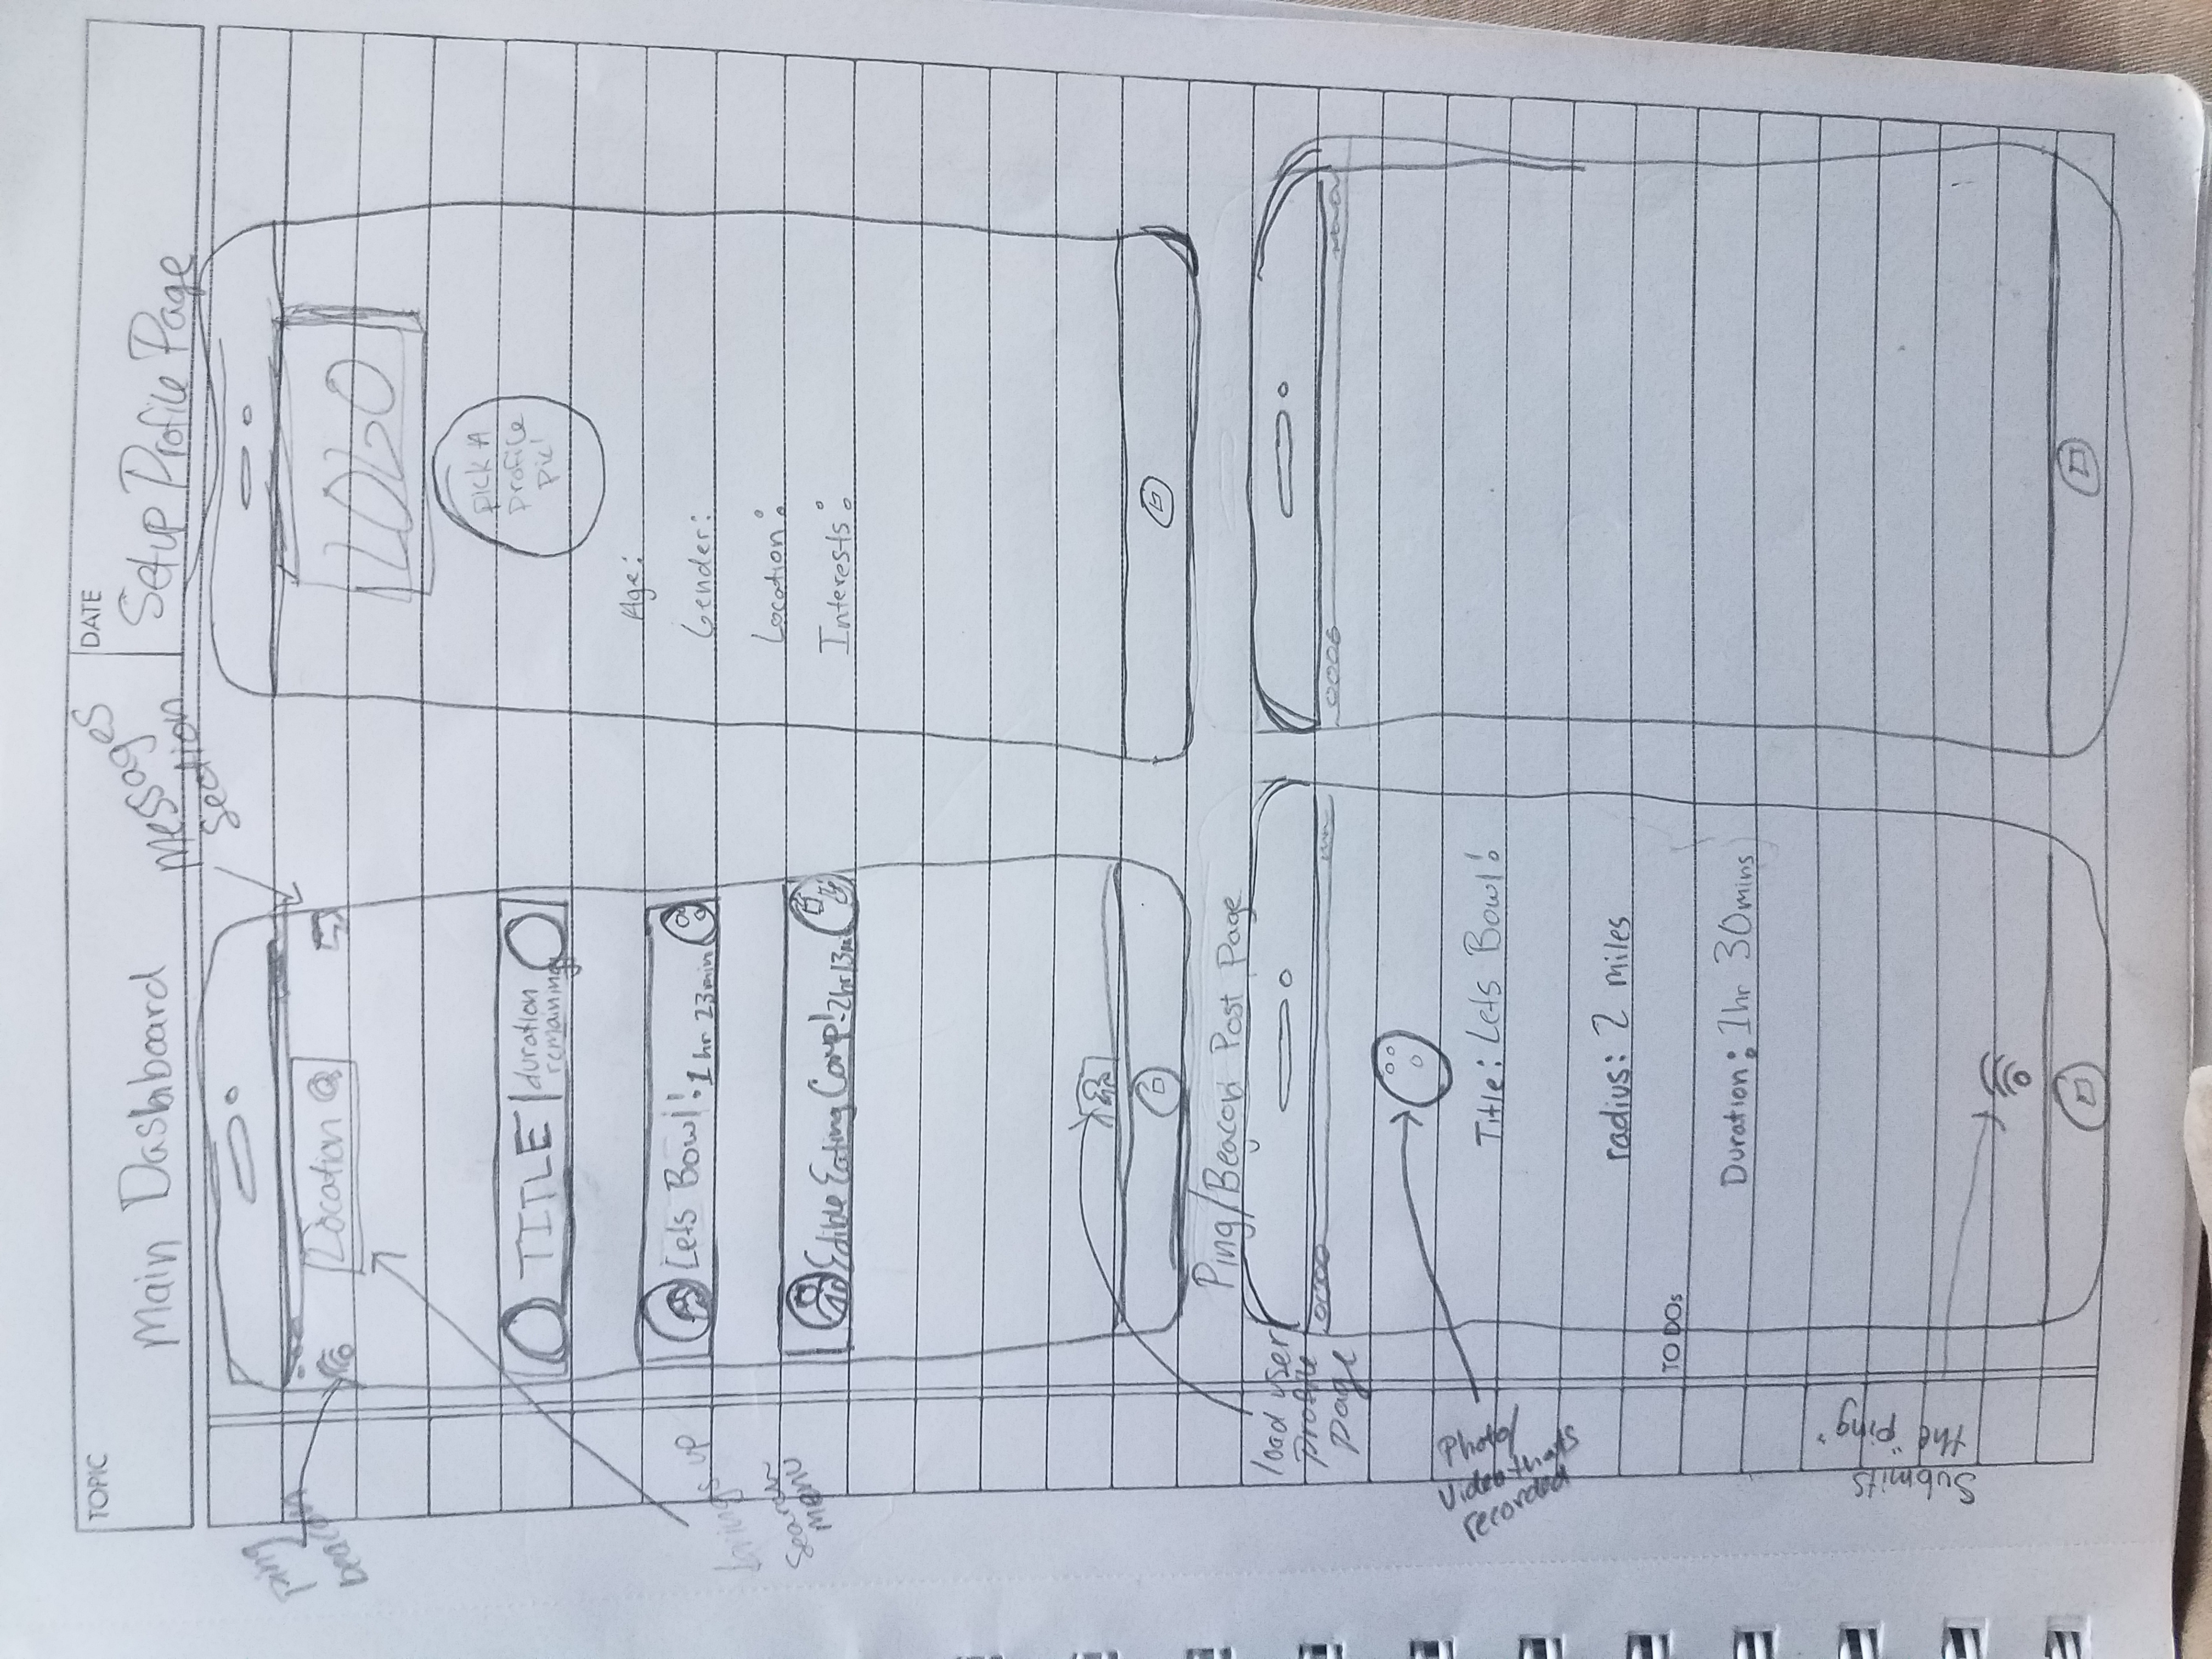 TOPIC
Main Dashboard
messages
section
DATE
Setup Profile Page
ping
beacon
Location
LOGO
pick A
profile
pic!
TITLE | duration
remaining
Age:
Lets Bowl! 1 hr 23min
Gender:
brings up
search
menu
Location:
Edible Eating Comp! 2hr 13m
Interests:
Ping/Beacon Post Page
load user
profile
page
Photo/
video thats
recorded
Title: Lets Bowl!
radius: 2 miles
TO DOs
Duration: 1hr 30mins
Submits
the "Ping"